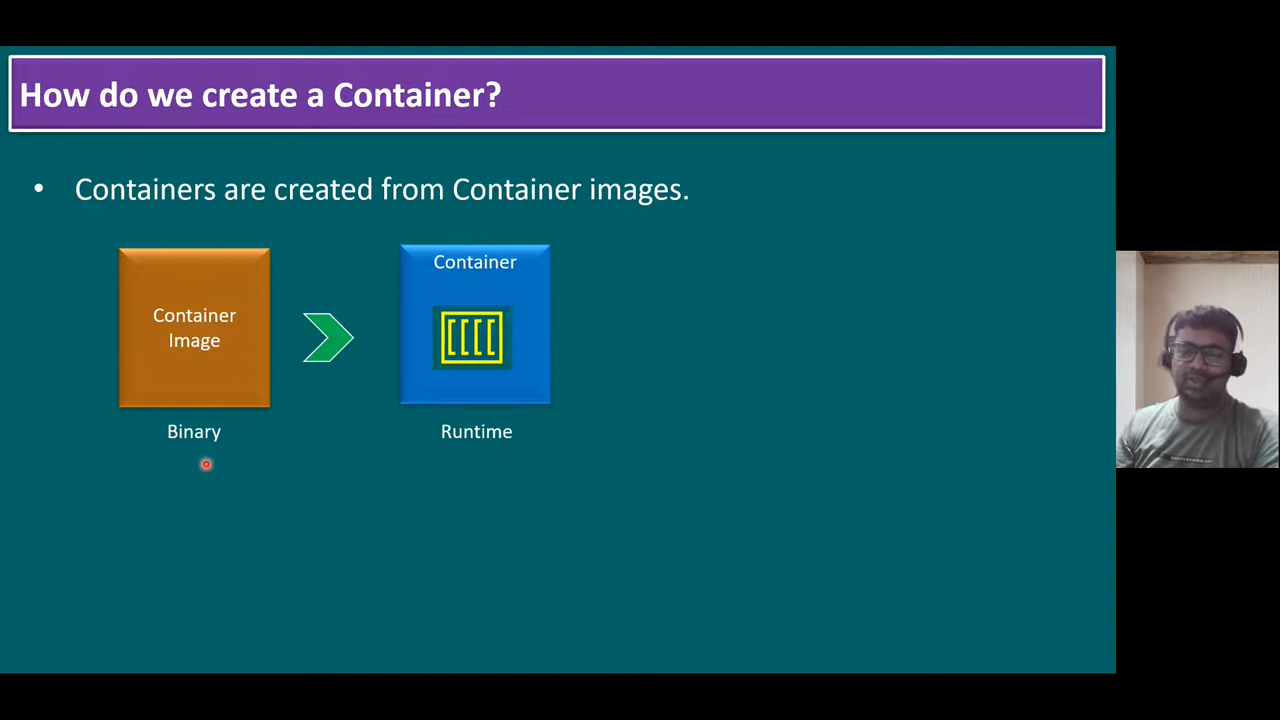 How do we create a Container?
• Containers are created from Container images.
Container
Image
Container
Binary
Runtime